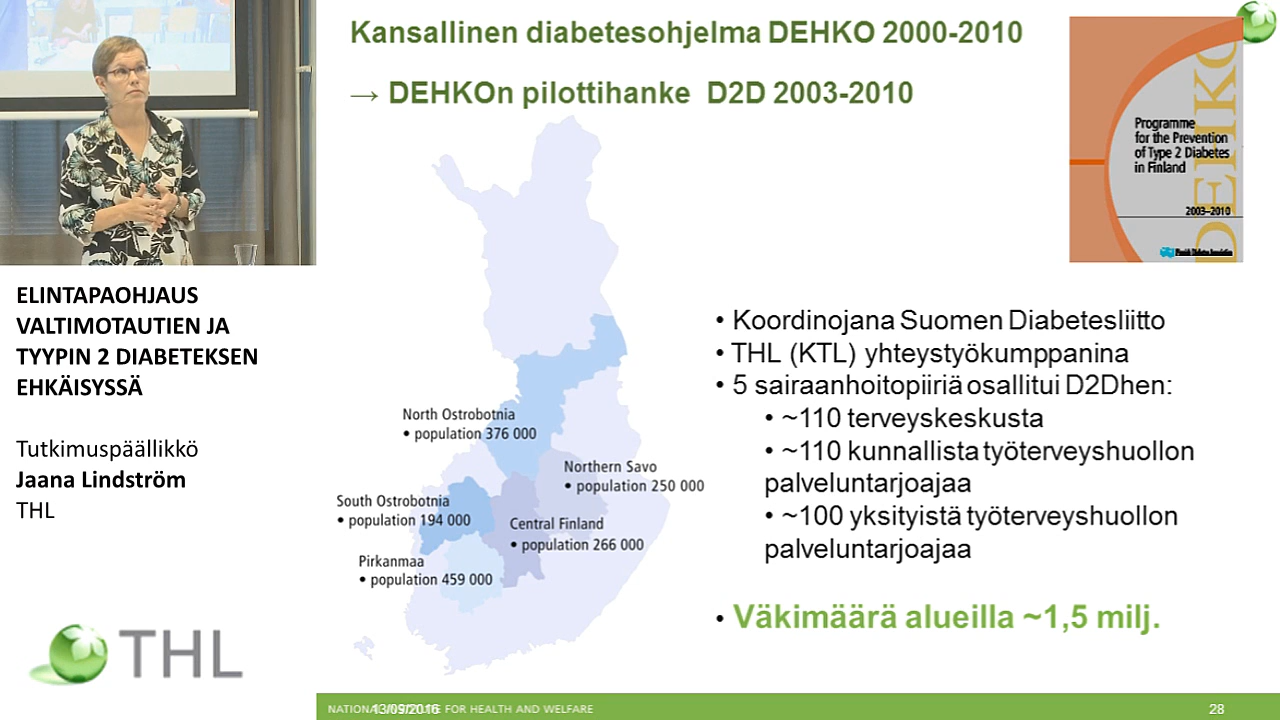 Kansallinen diabetesohjelma DEHKO 2000-2010
→ DEHKOn pilottihanke D2D 2003-2010
DEHKO
Programme
for the Prevention
of Type 2 Diabetes
in Finland
2003–2010
Finnish Diabetes Association
ELINTAPAOHJAUS
VALTIMOTAUTIEN JA
TYYPIN 2 DIABETEKSEN
EHKÄISYSSÄ
Tutkimuspäällikkö
Jaana Lindström
THL
THL
North Ostrobotnia
• population 376 000
Northern Savo
• population 250 000
South Ostrobotnia
• population 194 000
Central Finland
• population 266 000
Pirkanmaa
• population 459 000
• Koordinojana Suomen Diabetesliitto
• THL (KTL) yhteystyökumppanina
• 5 sairaanhoitopiiriä osallitui D2Dhen:
• ~110 terveyskeskusta
• ~110 kunnallista työterveyshuollon
palveluntarjoajaa
• ~100 yksityistä työterveyshuollon
palveluntarjoajaa
• Väkimäärä alueilla ~1,5 milj.
NATIONAL INSTITUTE FOR HEALTH AND WELFARE
13/09/2016
28